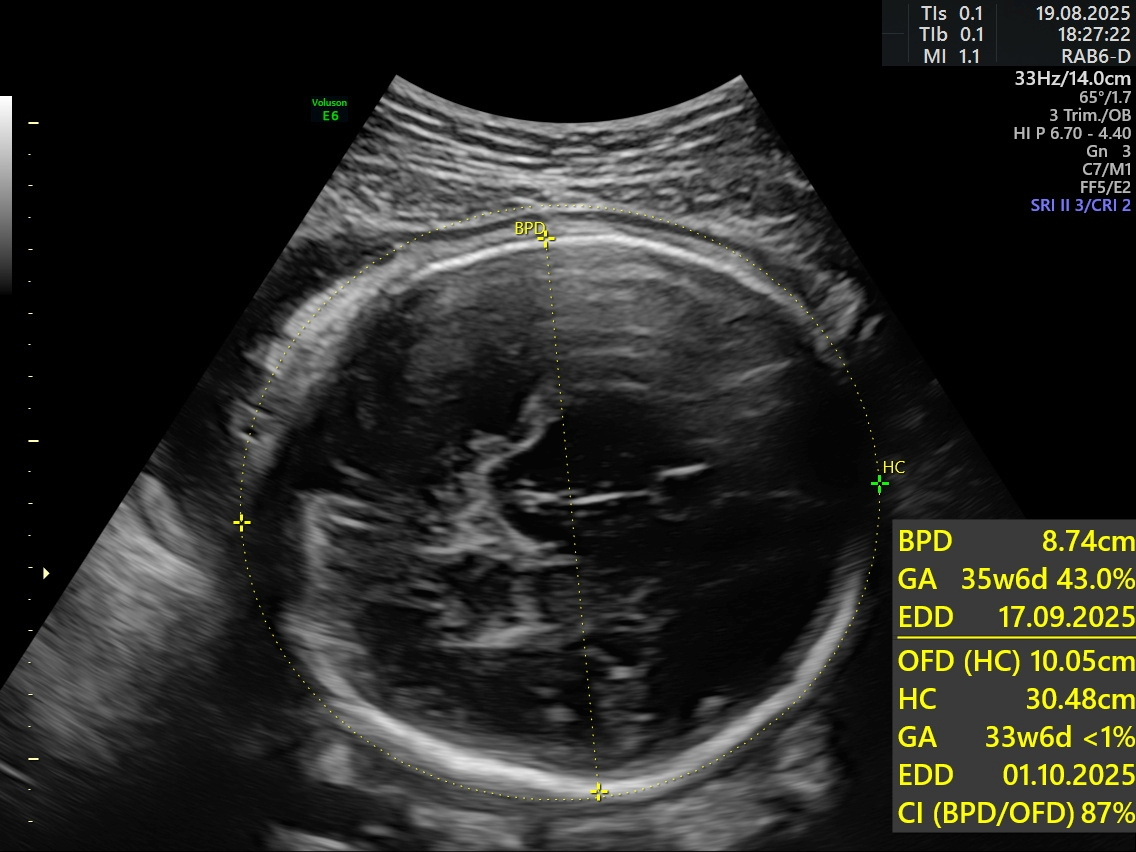 TIs 0.1 19.08.2025
TIb 0.1 18:27:22
MI 1.1 RAB6-D
33Hz/14.0cm
65°/1.7
3 Trim./OB
HI P 6.70 - 4.40
Gn 3
C7/M1
FF5/E2
SRI II 3/CRI 2
Voluson
E6
BPD
HC
BPD 8.74cm
GA 35w6d 43.0%
EDD 17.09.2025
OFD (HC) 10.05cm
HC 30.48cm
GA 33w6d <1%
EDD 01.10.2025
CI (BPD/OFD) 87%